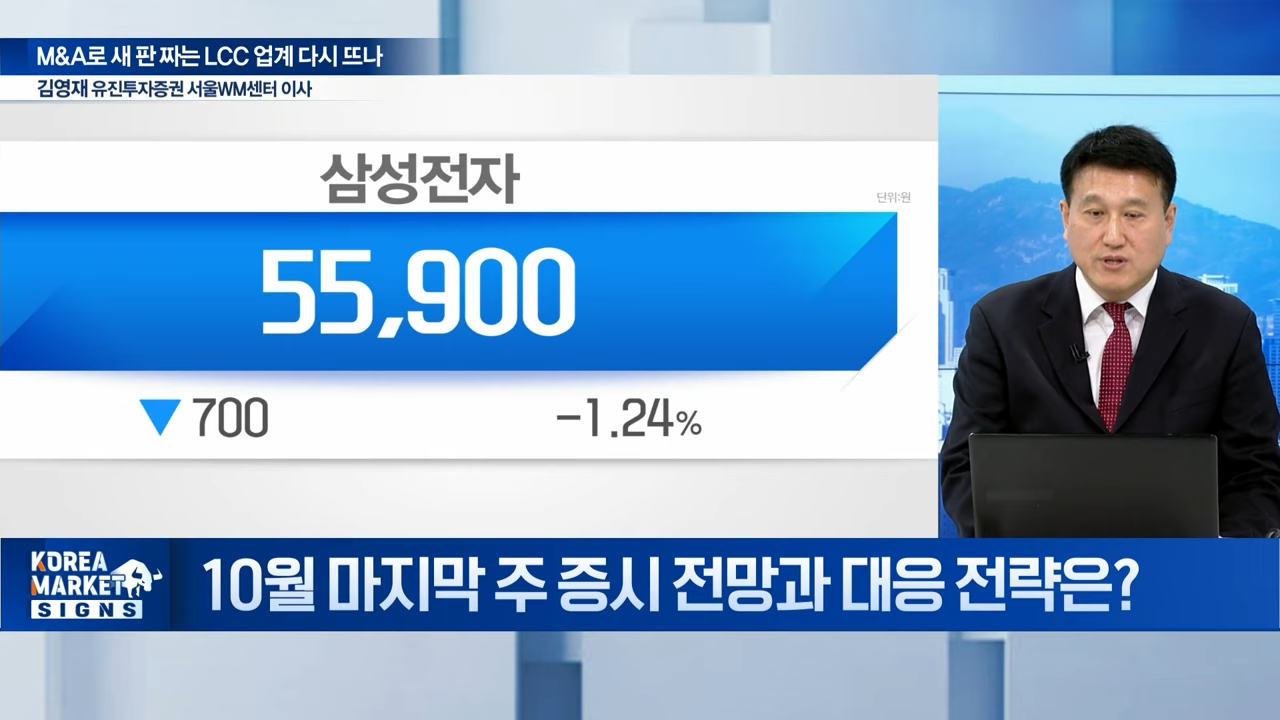 M&A로 새 판 짜는 LCC 업계 다시 뜨나
김영재 유진투자증권 서울WM센터 이사
삼성전자
단위:원
55,900
▼ 700
-1.24%
KOREA
MARKET
SIGNS
10월 마지막 주 증시 전망과 대응 전략은?